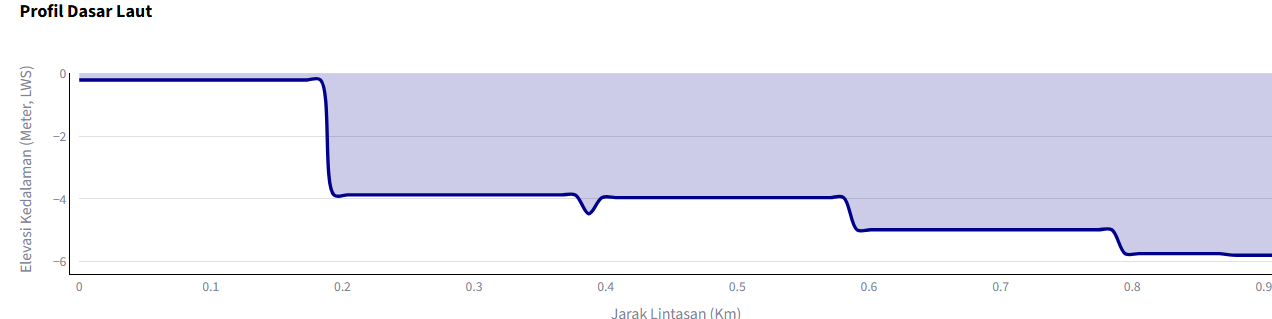 Profil Dasar Laut
Elevasi Kedalaman (Meter, LWS)
0
−2
−4
−6
0 0.1 0.2 0.3 0.4 0.5 0.6 0.7 0.8 0.9
Jarak Lintasan (Km)